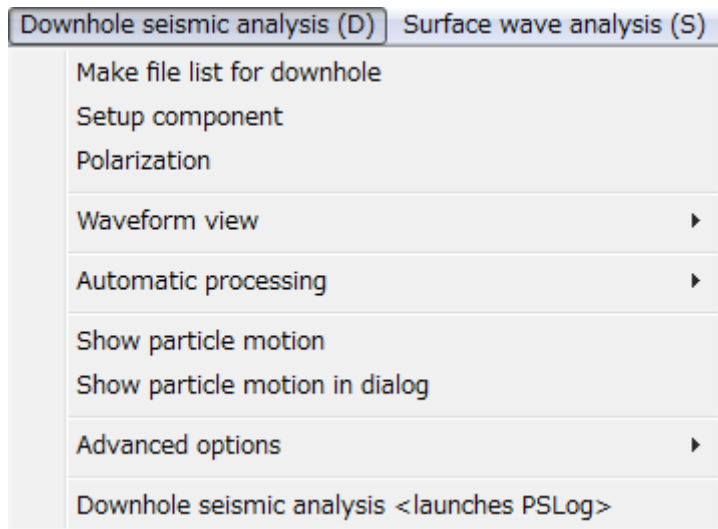 Downhole seismic analysis (D) Surface wave analysis (S)
Make file list for downhole
Setup component
Polarization
Waveform view
Automatic processing
Show particle motion
Show particle motion in dialog
Advanced options
Downhole seismic analysis <launches PSLog>